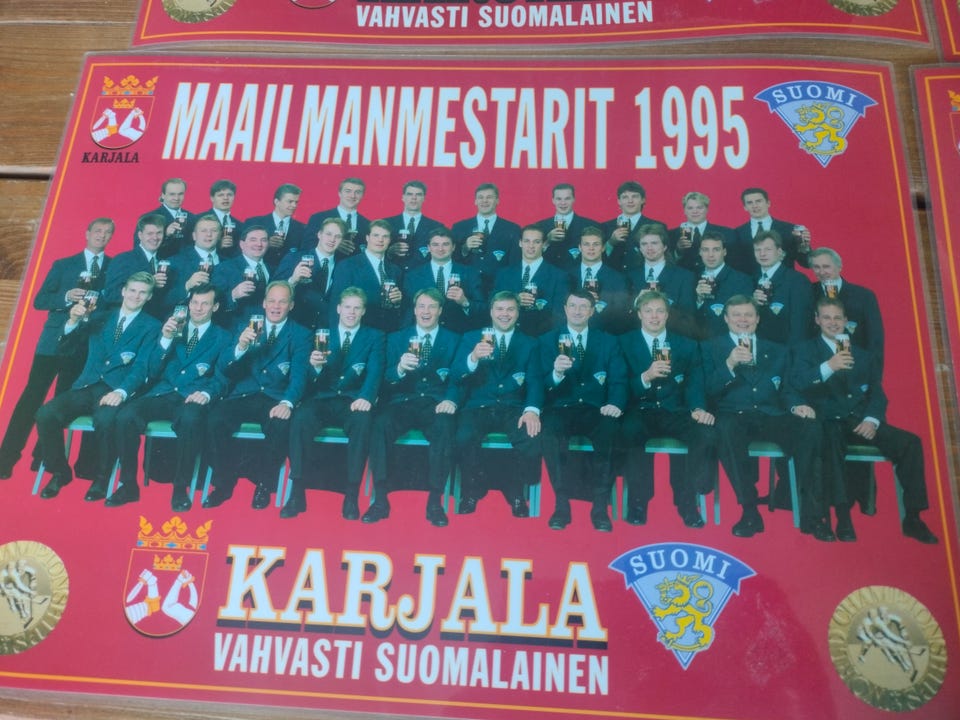 VAHVASTI SUOMALAINEN
KARJALA
MAAILMANMESTARIT 1995
SUOMI
KARJALA
SUOMI
VAHVASTI SUOMALAINEN